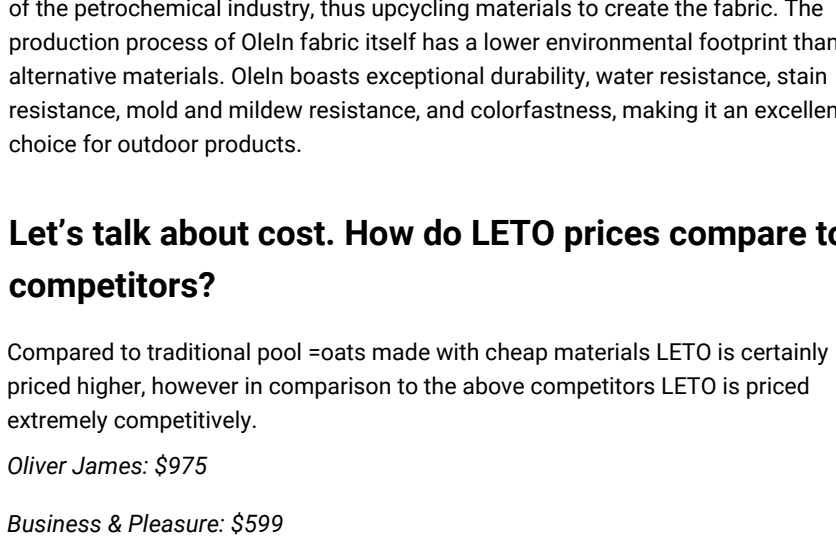 of the petrochemical industry, thus upcycling materials to create the fabric. The
production process of OleIn fabric itself has a lower environmental footprint than
alternative materials. OleIn boasts exceptional durability, water resistance, stain
resistance, mold and mildew resistance, and colorfastness, making it an excellen
choice for outdoor products.
Let's talk about cost. How do LETO prices compare to
competitors?
Compared to traditional pool =oats made with cheap materials LETO is certainly
priced higher, however in comparison to the above competitors LETO is priced
extremely competitively.
Oliver James: $975
Business & Pleasure: $599